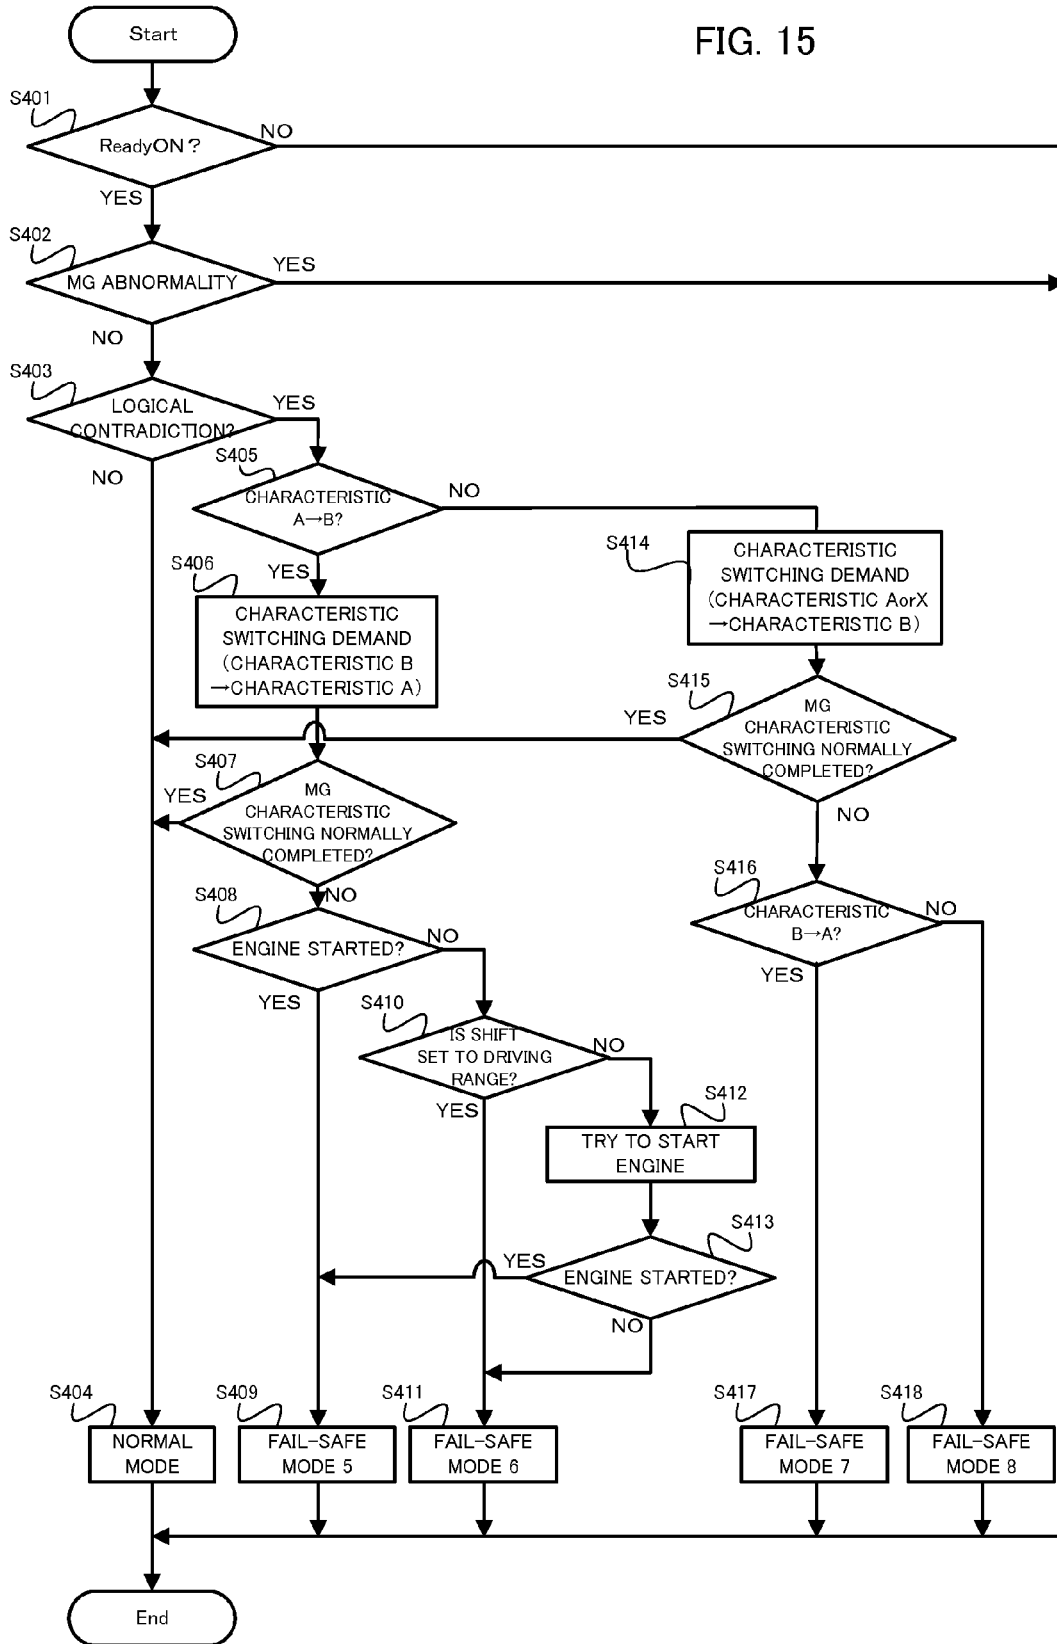 FIG. 15
Start
S401
ReadyON?
NO
YES
S402
MG ABNORMALITY
YES
NO
S403
LOGICAL
CONTRADICTION?
YES
NO
S405
CHARACTERISTIC
A→B?
NO
YES
S406
CHARACTERISTIC
SWITCHING DEMAND
(CHARACTERISTIC B
→CHARACTERISTIC A)
S414
CHARACTERISTIC
SWITCHING DEMAND
(CHARACTERISTIC AorX
→CHARACTERISTIC B)
S415
MG
CHARACTERISTIC
SWITCHING NORMALLY
COMPLETED?
YES
NO
S407
MG
CHARACTERISTIC
SWITCHING NORMALLY
COMPLETED?
YES
NO
S408
ENGINE STARTED?
NO
YES
S416
CHARACTERISTIC
B→A?
NO
YES
S410
IS SHIFT
SET TO DRIVING
RANGE?
NO
YES
S412
TRY TO START
ENGINE
S413
ENGINE STARTED?
YES
NO
S404
NORMAL
MODE
S409
FAIL-SAFE
MODE 5
S411
FAIL-SAFE
MODE 6
S417
FAIL-SAFE
MODE 7
S418
FAIL-SAFE
MODE 8
End